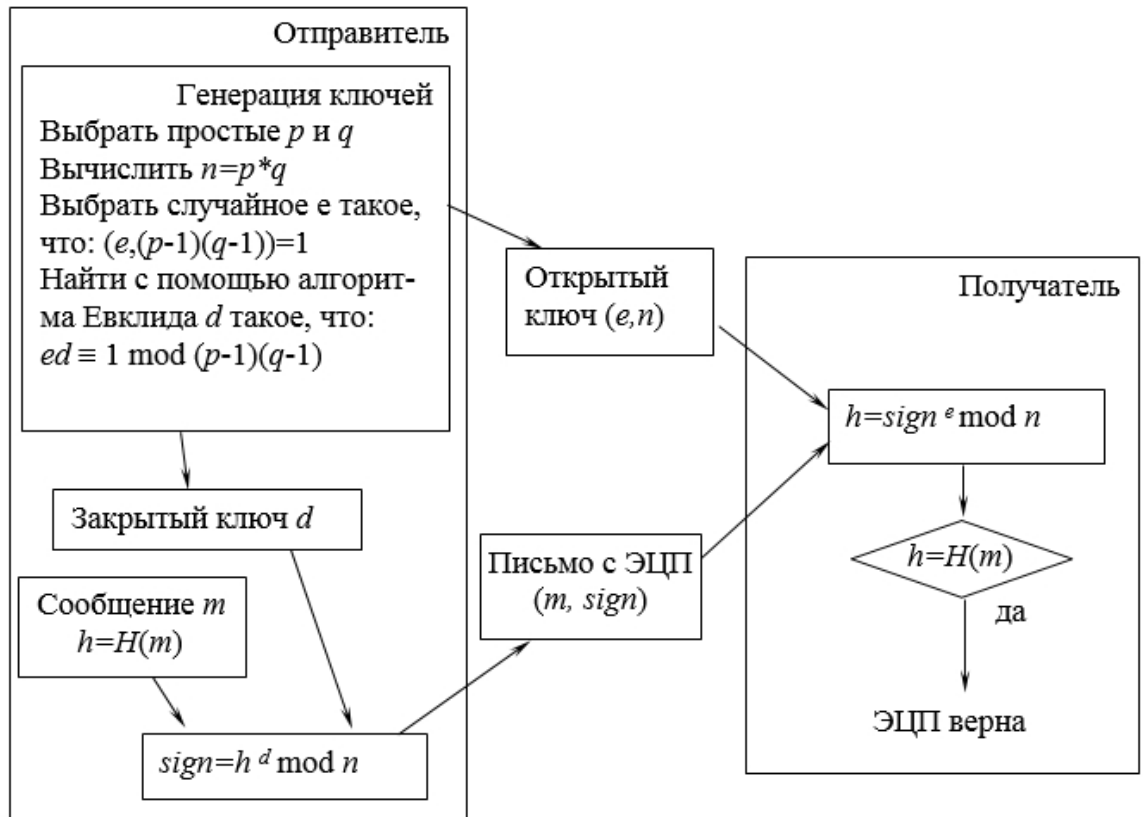 Отправитель
Генерация ключей
Выбрать простые p и q
Вычислить n=p*q
Выбрать случайное e такое,
что: (e,(p-1)(q-1))=1
Найти с помощью алгорит-
ма Евклида d такое, что:
ed ≡ 1 mod (p-1)(q-1)
Закрытый ключ d
Сообщение m
h=H(m)
sign=h^d mod n
Открытый
ключ (e,n)
Письмо с ЭЦП
(m, sign)
Получатель
h=sign^e mod n
h=H(m)
да
ЭЦП верна